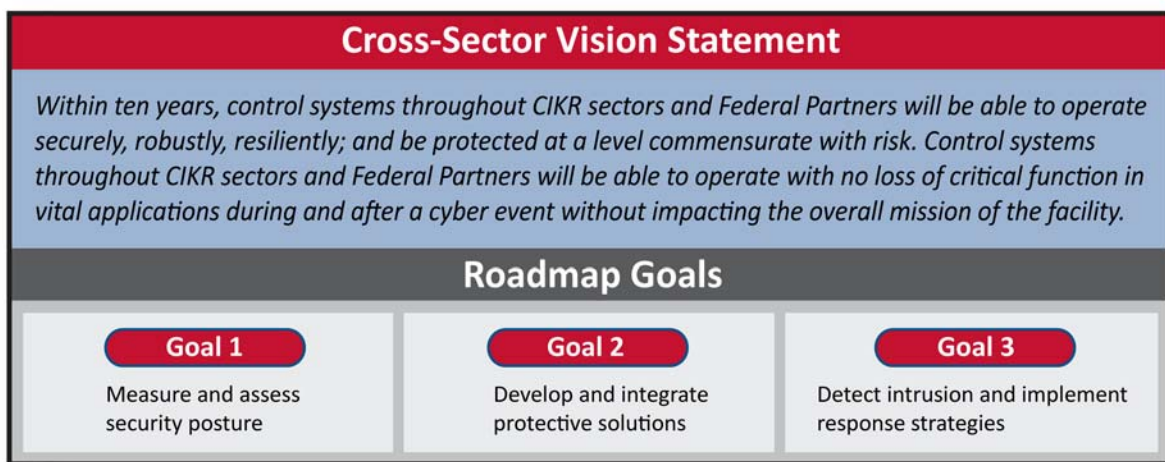 Cross-Sector Vision Statement
Within ten years, control systems throughout CIKR sectors and Federal Partners will be able to operate
securely, robustly, resiliently; and be protected at a level commensurate with risk. Control systems
throughout CIKR sectors and Federal Partners will be able to operate with no loss of critical function in
vital applications during and after a cyber event without impacting the overall mission of the facility.
Roadmap Goals
Goal 1
Measure and assess
security posture
Goal 2
Develop and integrate
protective solutions
Goal 3
Detect intrusion and implement
response strategies